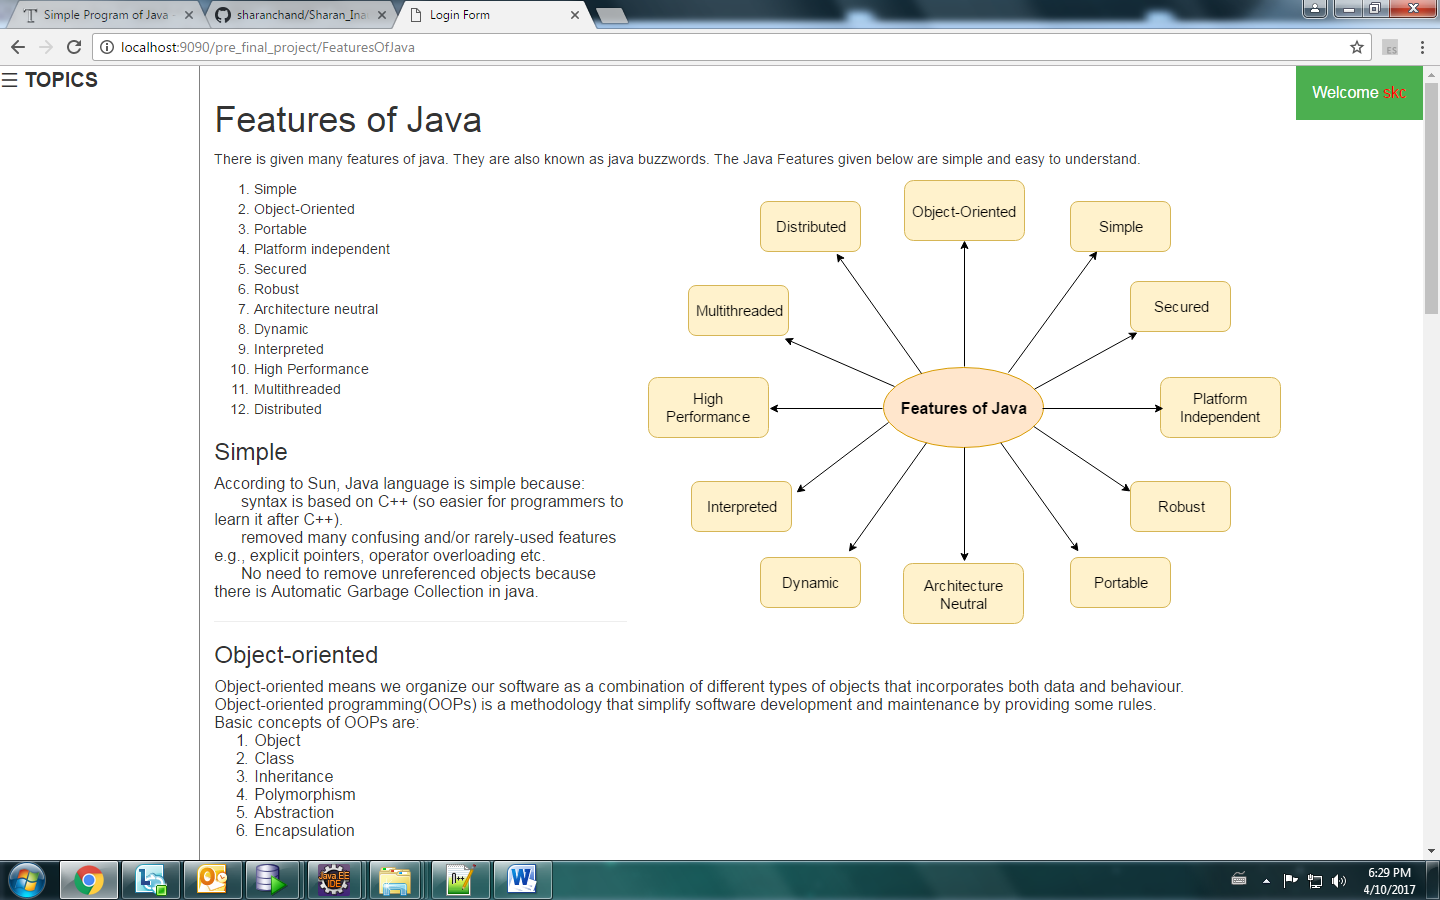 Simple Program of Java -
sharanchand/Sharan_Ina
Login Form
localhost:9090/pre_final_project/FeaturesOfJava
ES
☰ TOPICS
Welcome skc
Features of Java
There is given many features of java. They are also known as java buzzwords. The Java Features given below are simple and easy to understand.
1. Simple
2. Object-Oriented
3. Portable
4. Platform independent
5. Secured
6. Robust
7. Architecture neutral
8. Dynamic
9. Interpreted
10. High Performance
11. Multithreaded
12. Distributed
Object-Oriented
Distributed
Simple
Multithreaded
Secured
High
Performance
Features of Java
Platform
Independent
Interpreted
Robust
Dynamic
Architecture
Neutral
Portable
Simple
According to Sun, Java language is simple because:
syntax is based on C++ (so easier for programmers to
learn it after C++).
removed many confusing and/or rarely-used features
e.g., explicit pointers, operator overloading etc.
No need to remove unreferenced objects because
there is Automatic Garbage Collection in java.
Object-oriented
Object-oriented means we organize our software as a combination of different types of objects that incorporates both data and behaviour.
Object-oriented programming(OOPs) is a methodology that simplify software development and maintenance by providing some rules.
Basic concepts of OOPs are:
1. Object
2. Class
3. Inheritance
4. Polymorphism
5. Abstraction
6. Encapsulation
Java EE
IDE
6:29 PM
4/10/2017